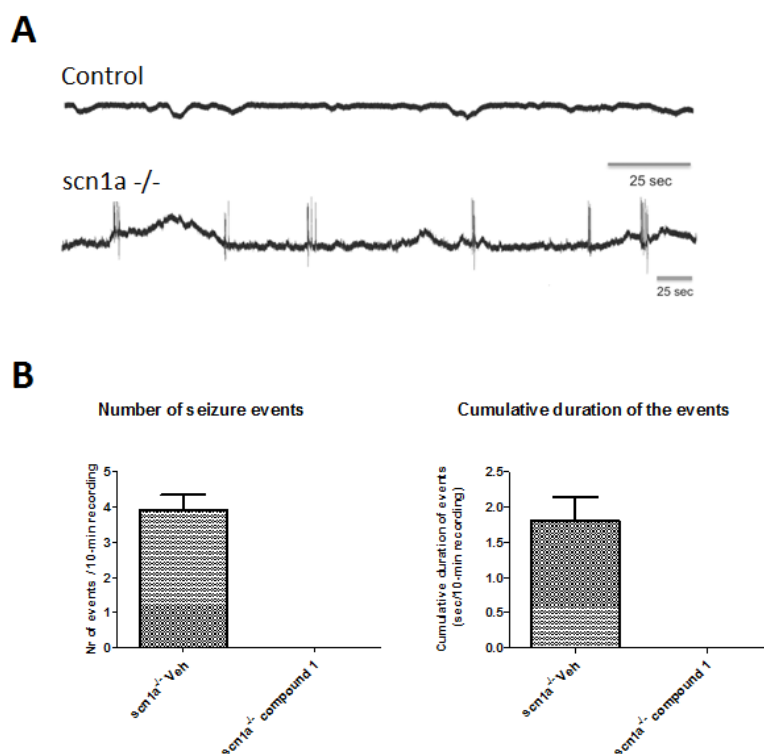 A
Control
25 sec
scn1a -/-
25 sec
B
Number of seizure events
Nr of events / 10-min recording
5
4
3
2
1
0
scn1a-/- Veh
scn1a-/- compound 1
Cumulative duration of the events
Cumulative duration of events
(sec/10-min recording)
2.5
2.0
1.5
1.0
0.5
0.0
scn1a-/- Veh
scn1a-/- compound 1